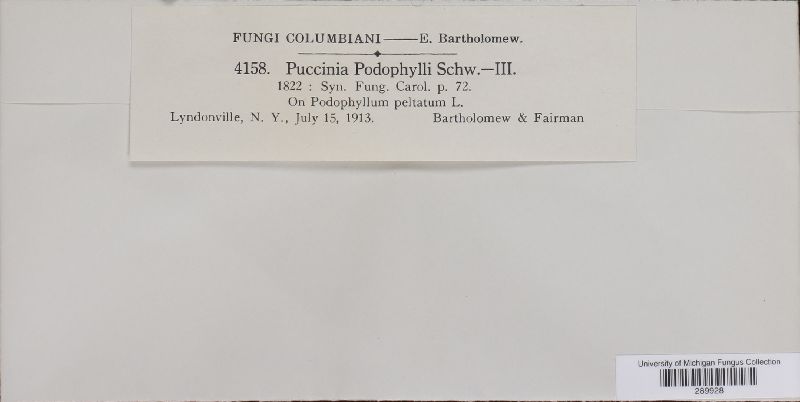 FUNGI COLUMBIANI——E. Bartholomew.
4158. Puccinia Podophylli Schw.—III.
1822 : Syn. Fung. Carol. p. 72.
On Podophyllum peltatum L.
Lyndonville, N. Y., July 15, 1913. Bartholomew & Fairman
University of Michigan Fungus Collection
289928